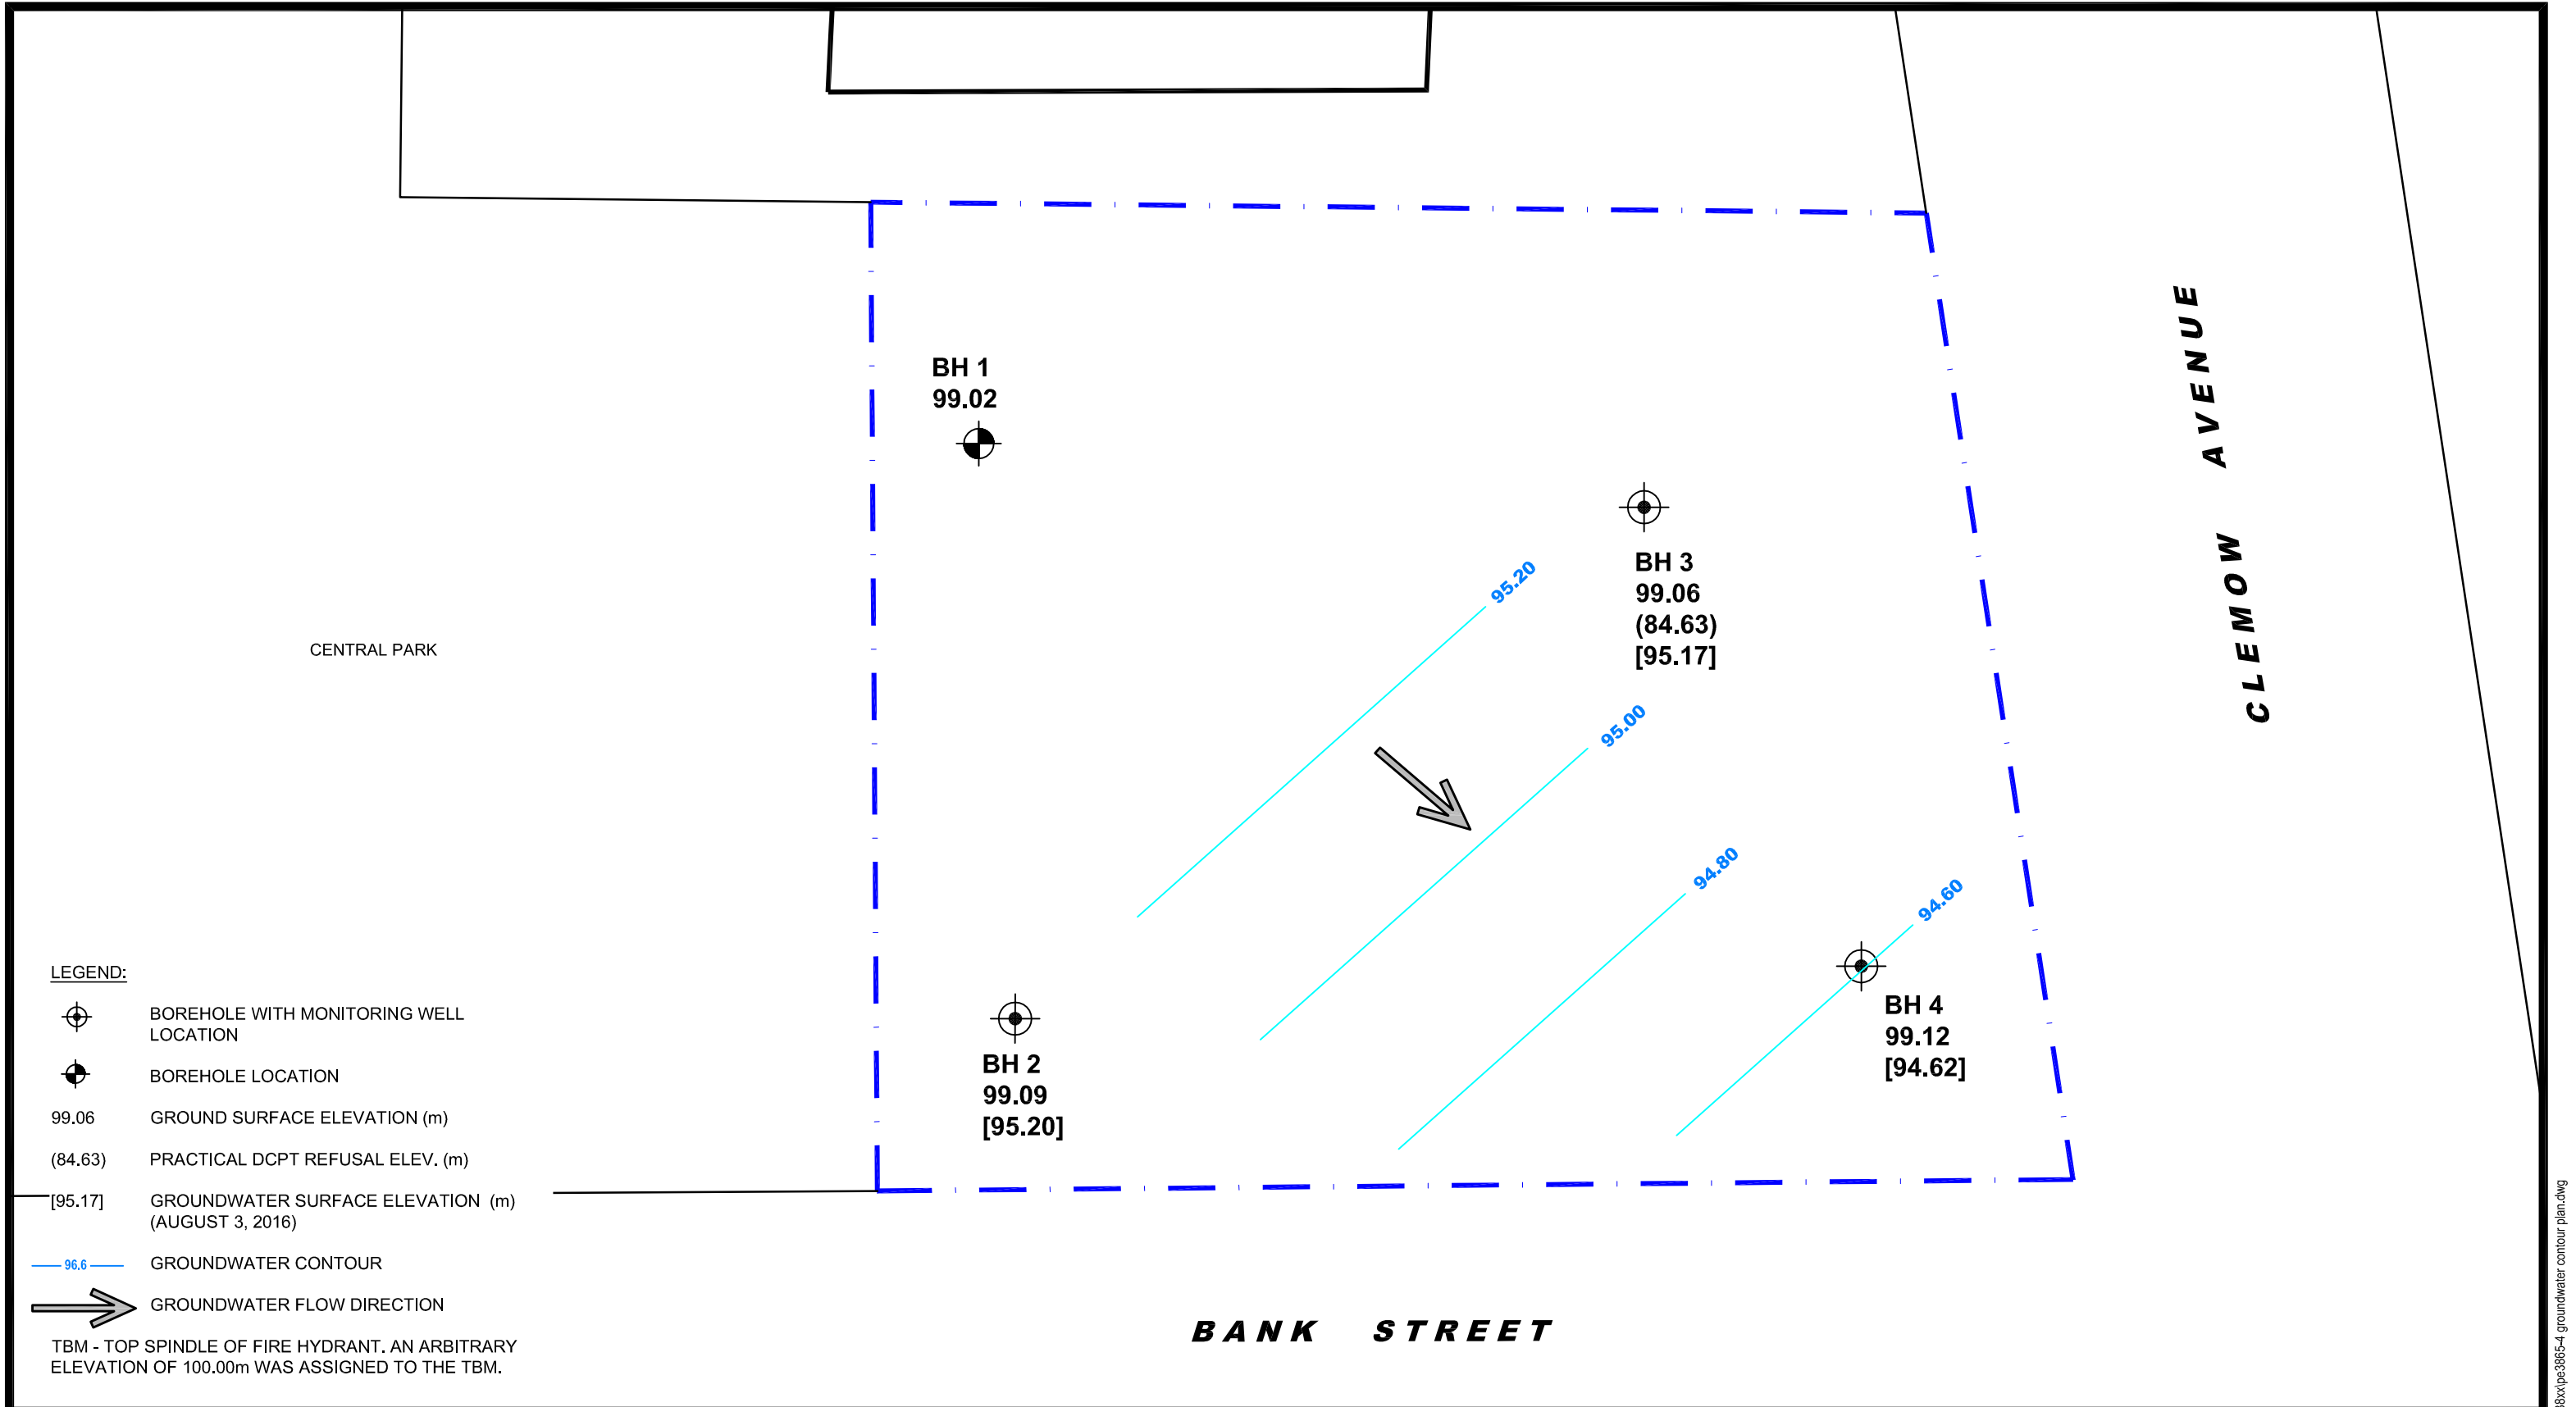 BH 1
99.02
BH 3
99.06
(84.63)
[95.17]
95.20
95.00
94.80
94.60
BH 4
99.12
[94.62]
BH 2
99.09
[95.20]
CENTRAL PARK
CLEMOW AVENUE
BANK STREET
LEGEND:
BOREHOLE WITH MONITORING WELL
LOCATION
BOREHOLE LOCATION
99.06 GROUND SURFACE ELEVATION (m)
(84.63) PRACTICAL DCPT REFUSAL ELEV. (m)
[95.17] GROUNDWATER SURFACE ELEVATION (m)
(AUGUST 3, 2016)
96.6 GROUNDWATER CONTOUR
GROUNDWATER FLOW DIRECTION
TBM - TOP SPINDLE OF FIRE HYDRANT. AN ARBITRARY
ELEVATION OF 100.00m WAS ASSIGNED TO THE TBM.
38xx\pe3865-4 groundwater contour plan.dwg